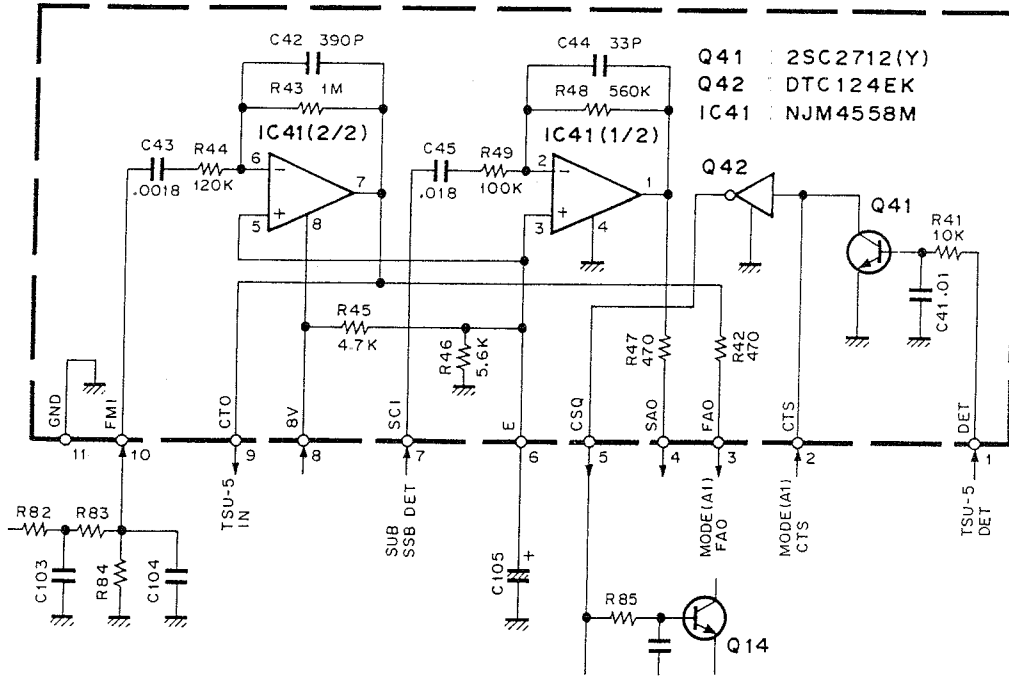 C42 390P
R43 1M
IC41(2/2)
C43
.0018
R44
120K
6
5
7
8
−
+
C44 33P
R48 560K
IC41(1/2)
C45
.018
R49
100K
2
3
1
4
−
+
Q41 : 2SC2712(Y)
Q42 : DTC124EK
IC41 : NJM4558M
Q42
Q41
R41
10K
C41 .01
R45
4.7K
R46
5.6K
R47
470
R42
470
GND
FMI
CTO
8V
SCI
E
CSQ
SAO
FAO
CTS
DET
11
10
9
8
7
6
5
4
3
2
1
TSU-5
IN
SUB
SSB DET
MODE(A1)
FAO
MODE(A1)
CTS
TSU-5
DET
R82
R83
C103
R84
C104
C105
+
R85
Q14